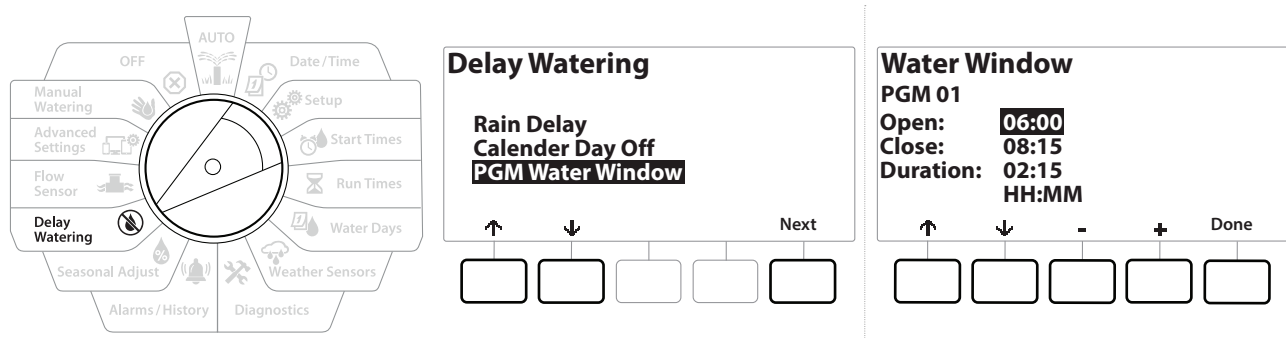 AUTO
Date / Time
Setup
Start Times
Run Times
Water Days
Weather Sensors
Diagnostics
Alarms / History
Seasonal Adjust
Delay
Watering
Flow
Sensor
Advanced
Settings
Manual
Watering
OFF
Delay Watering
Rain Delay
Calender Day Off
PGM Water Window
↑ ↓ Next
Water Window
PGM 01
Open: 06:00
Close: 08:15
Duration: 02:15
HH:MM
↑ ↓ - + Done